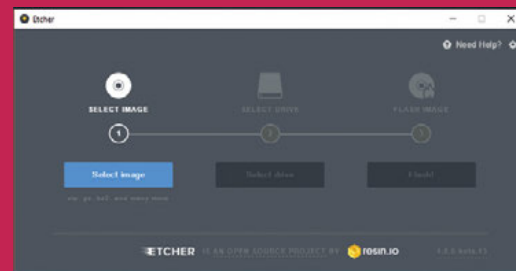 Etcher
Need Help?
SELECT IMAGE
SELECT DRIVE
FLASH IMAGE
1
2
3
Select image
Select drive
Flash!
ETCHER IS AN OPEN SOURCE PROJECT BY resin.io